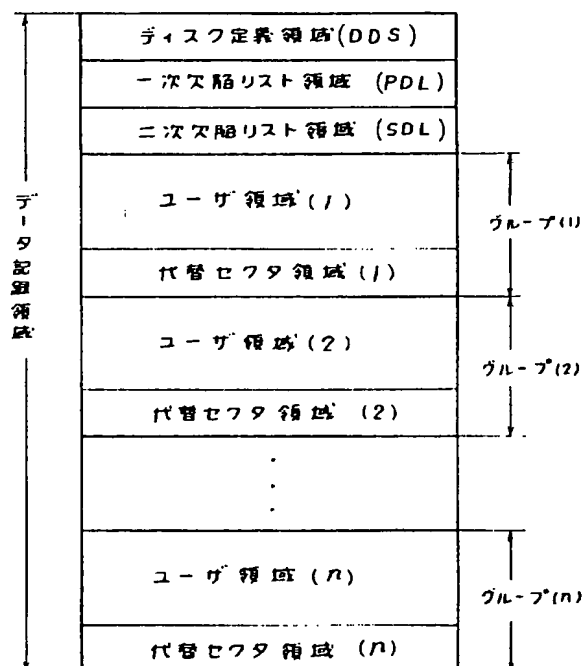 ディスク定義領域(DDS)
一次欠陥リスト領域 (PDL)
二次欠陥リスト領域 (SDL)
ユーザ領域(1)
代替セクタ領域(1)
グループ(1)
データ記録領域
ユーザ領域(2)
代替セクタ領域(2)
グループ(2)
ユーザ領域(n)
代替セクタ領域(n)
グループ(n)